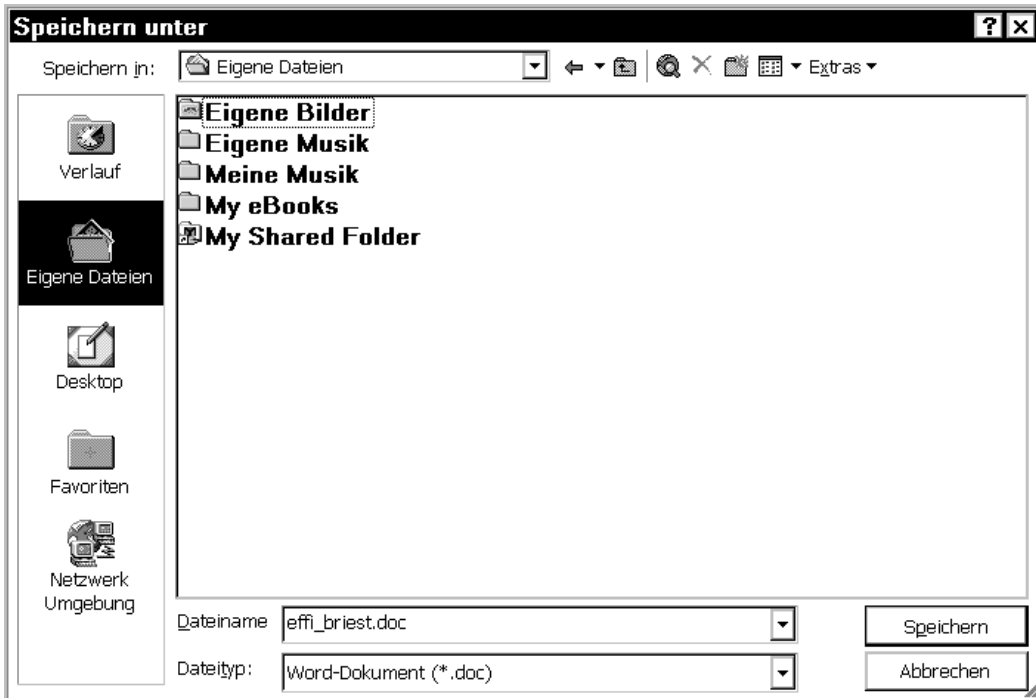 Speichern unter
Speichern in: Eigene Dateien Extras
Verlauf
Eigene Dateien
Desktop
Favoriten
Netzwerk
Umgebung
Eigene Bilder
Eigene Musik
Meine Musik
My eBooks
My Shared Folder
Dateiname effi_briest.doc Speichern
Dateityp: Word-Dokument (*.doc) Abbrechen